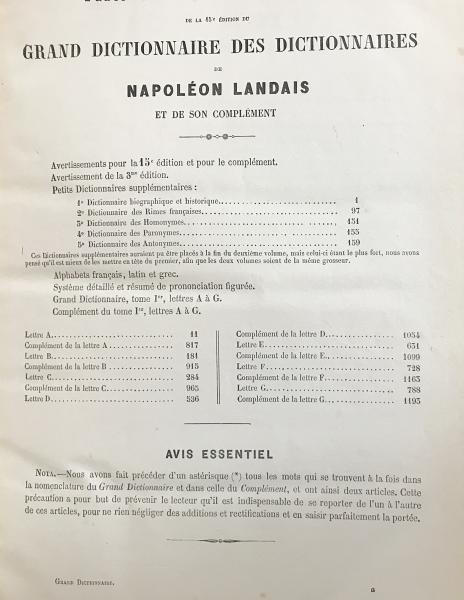 DE LA 15e ÉDITION DU
GRAND DICTIONNAIRE DES DICTIONNAIRES
DE
NAPOLÉON LANDAIS
ET DE SON COMPLÉMENT
Avertissements pour la 15e édition et pour le complément.
Avertissement de la 3me édition.
Petits Dictionnaires supplémentaires :
1º Dictionnaire biographique et historique.............................. 1
2º Dictionnaire des Rimes françaises.............................. 97
3º Dictionnaire des Homonymes.............................. 151
4º Dictionnaire des Paronymes.............................. 155
5º Dictionnaire des Antonymes.............................. 159
Ces Dictionnaires supplémentaires auraient pu être placés à la fin du deuxième volume, mais celui-ci étant le plus fort, nous avons
pensé qu'il est mieux de les mettre en tête du premier, afin que les deux volumes soient de la même grosseur.
Alphabets français, latin et grec.
Système détaillé et résumé de prononciation figurée.
Grand Dictionnaire, tome Ier, lettres A à G.
Complément du tome Ier, lettres A à G.
Lettre A.............................. 11
Complément de la lettre A.................... 817
Lettre B.............................. 181
Complément de la lettre B.................... 915
Lettre C.............................. 284
Complément de la lettre C.................... 965
Lettre D.............................. 536
Complément de la lettre D.................... 1054
Lettre E.............................. 651
Complément de la lettre E.................... 1099
Lettre F.............................. 728
Complément de la lettre F.................... 1163
Lettre G.............................. 788
Complément de la lettre G.................... 1193
AVIS ESSENTIEL
NOTA.—Nous avons fait précéder d'un astérisque (*) tous les mots qui se trouvent à la fois dans
la nomenclature du Grand Dictionnaire et dans celle du Complément, et ont ainsi deux articles. Cette
précaution a pour but de prévenir le lecteur qu'il est indispensable de se reporter de l'un à l'autre
de ces articles, pour ne rien négliger des additions et rectifications et en saisir parfaitement la portée.
GRAND DICTIONNAIRE.
a